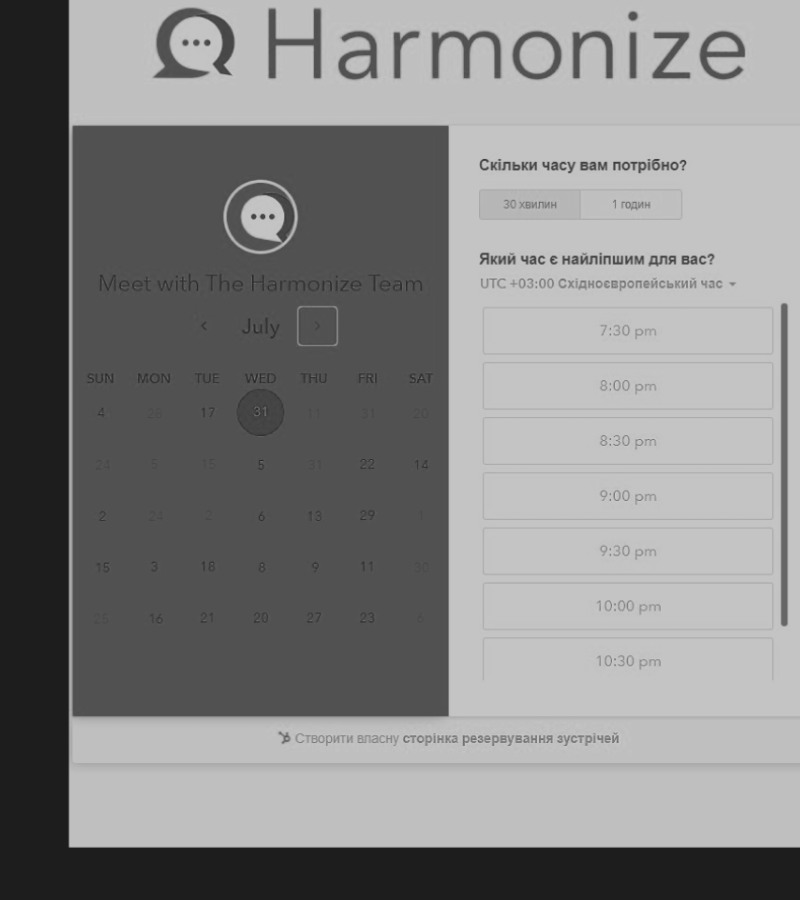 Harmonize
Meet with The Harmonize Team
July
SUN MON TUE WED THU FRI SAT
4 28 17 31 11 31 20
24 5 15 5 31 22 14
2 24 2 6 13 29
15 3 18 8 9 11 30
25 16 21 20 27 23 6
Скільки часу вам потрібно?
30 хвилин 1 годин
Який час є найліпшим для вас?
UTC +03:00 Східноєвропейський час
7:30 pm
8:00 pm
8:30 pm
9:00 pm
9:30 pm
10:00 pm
10:30 pm
Створити власну сторінка резервування зустрічей